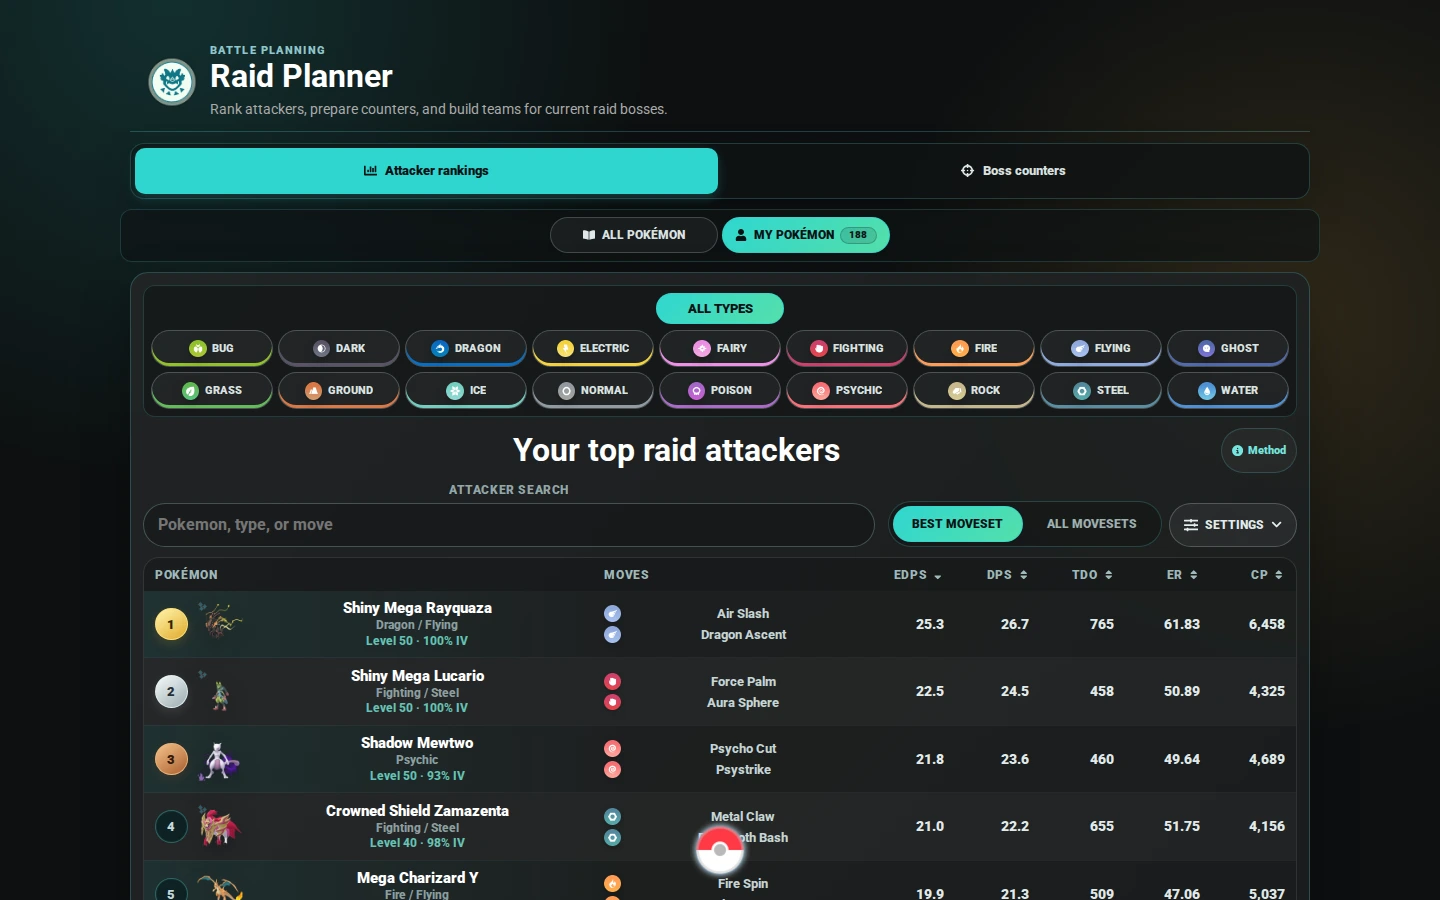 BATTLE PLANNING
Raid Planner
Rank attackers, prepare counters, and build teams for current raid bosses.
Attacker rankings
Boss counters
ALL POKÉMON
MY POKÉMON 188
ALL TYPES
BUG DARK DRAGON ELECTRIC FAIRY FIGHTING FIRE FLYING GHOST
GRASS GROUND ICE NORMAL POISON PSYCHIC ROCK STEEL WATER
Your top raid attackers
Method
ATTACKER SEARCH
Pokemon, type, or move
BEST MOVESET ALL MOVESETS SETTINGS
POKÉMON MOVES EDPS DPS TDO ER CP
1 Shiny Mega Rayquaza
Dragon / Flying
Level 50 · 100% IV
Air Slash
Dragon Ascent
25.3 26.7 765 61.83 6,458
2 Shiny Mega Lucario
Fighting / Steel
Level 50 · 100% IV
Force Palm
Aura Sphere
22.5 24.5 458 50.89 4,325
3 Shadow Mewtwo
Psychic
Level 50 · 93% IV
Psycho Cut
Psystrike
21.8 23.6 460 49.64 4,689
4 Crowned Shield Zamazenta
Fighting / Steel
Level 40 · 98% IV
Metal Claw
Bash
21.0 22.2 655 51.75 4,156
5 Mega Charizard Y
Fire / Flying
Fire Spin
19.9 21.3 509 47.06 5,037